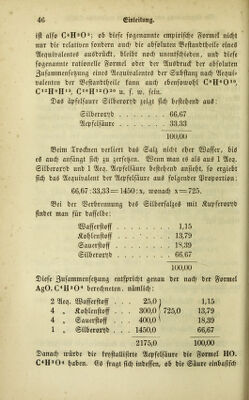 46 Einleitung.
ist also C⁸H⁸O⁸; ob diese sogenannte empirische Formel nicht
nur die relativen sondern auch die absoluten Bestandtheile eines
Aequivalentes ausdrückt, bleibt noch unentschieden, und diese
sogenannte rationelle Formel oder der Ausdruck der absoluten
Zusammensetzung eines Aequivalentes der Substanz nach Aequi-
valenten der Bestandtheile kann auch ebensowohl
u. s. w. sein.
Das äpfelsaure Silberoxyd zeigt sich bestehend aus:
Silberoxyd . . . . . . 66,67
Aepfelsäure . . . . . 33,33
100,00
Beim Trocknen verliert das Salz nicht eher Wasser, bis
es auch anfängt sich zu zersetzen. Wenn man es als aus 1 Aeq.
Silberoxyd und 1 Aeq. Aepfelsäure bestehend ansieht, so ergiebt
sich das Aequivalent der Aepfelsäure aus folgender Proportion:
66,67 : 33,33 = 1450 : x, wonach x = 725.
Bei der Verbrennung des Silbersalzes mit Kupferoxyd
findet man für dasselbe:
Wasserstoff . . . . . 1,15
Kohlenstoff . . . . . 13,79
Sauerstoff . . . . . 18,39
Silberoxyd . . . . . 66,67
100,00
Diese Zusammensetzung entspricht genau der nach der Formel
AgO. C⁴H²O⁴ berechneten, nämlich:
2 Aeq. Wasserstoff . . . 25,0 1,15
4 „ Kohlenstoff . . . 300,0 725,0 13,79
4 „ Sauerstoff . . . 400,0 18,39
1 „ Silberoxyd . . . 1450,0 66,67
2175,0 100,00
Danach würde die krystallisirte Aepfelsäure die Formel HO.
C⁴H²O⁴ haben. Es fragt sich indessen, ob die Säure einbasisch